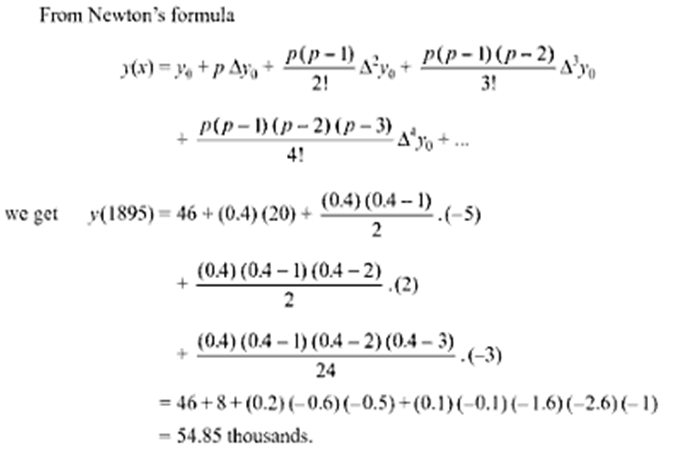 From Newton's formula
y(x) = y₀ + p Δy₀ + p(p – 1)/2! Δ²y₀ + p(p – 1) (p – 2)/3! Δ³y₀
+ p(p – 1) (p – 2) (p – 3)/4! Δ⁴y₀ + ...
we get y(1895) = 46 + (0.4) (20) + (0.4) (0.4 – 1)/2 .(–5)
+ (0.4) (0.4 – 1) (0.4 – 2)/2 .(2)
+ (0.4) (0.4 – 1) (0.4 – 2) (0.4 – 3)/24 .(–3)
= 46 + 8 + (0.2) (–0.6) (–0.5) + (0.1) (–0.1) (–1.6) (–2.6) (–1)
= 54.85 thousands.